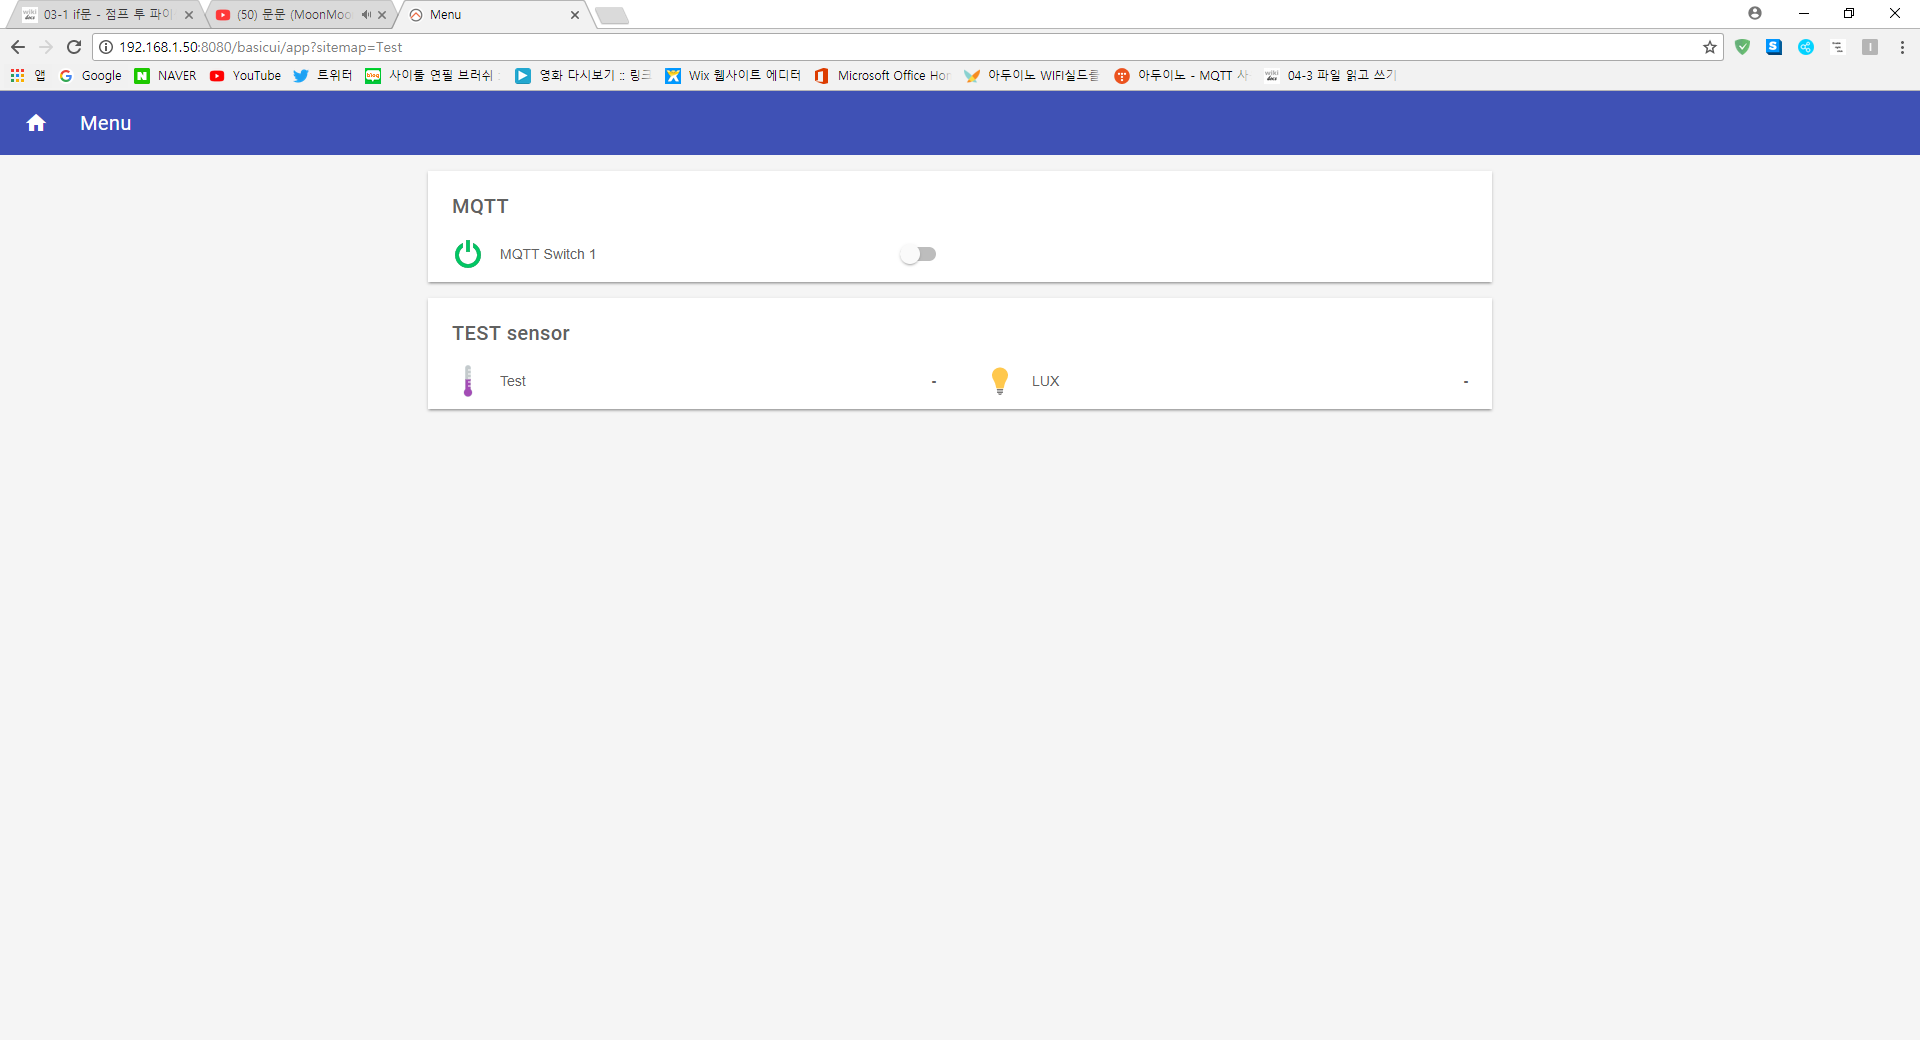 03-1 if문 - 점프 투 파이
(50) 문운 (MoonMoo
Menu
192.168.1.50:8080/basicui/app?sitemap=Test
앱 Google NAVER YouTube 트위터 사이툴 연필 브러쉬 : 영화 다시보기 :: 링크 Wix 웹사이트 에디터 Microsoft Office Hor 아두이노 WIFI실드를 아두이노 - MQTT 사 04-3 파일 읽고 쓰기
Menu
MQTT
MQTT Switch 1
TEST sensor
Test -
LUX -